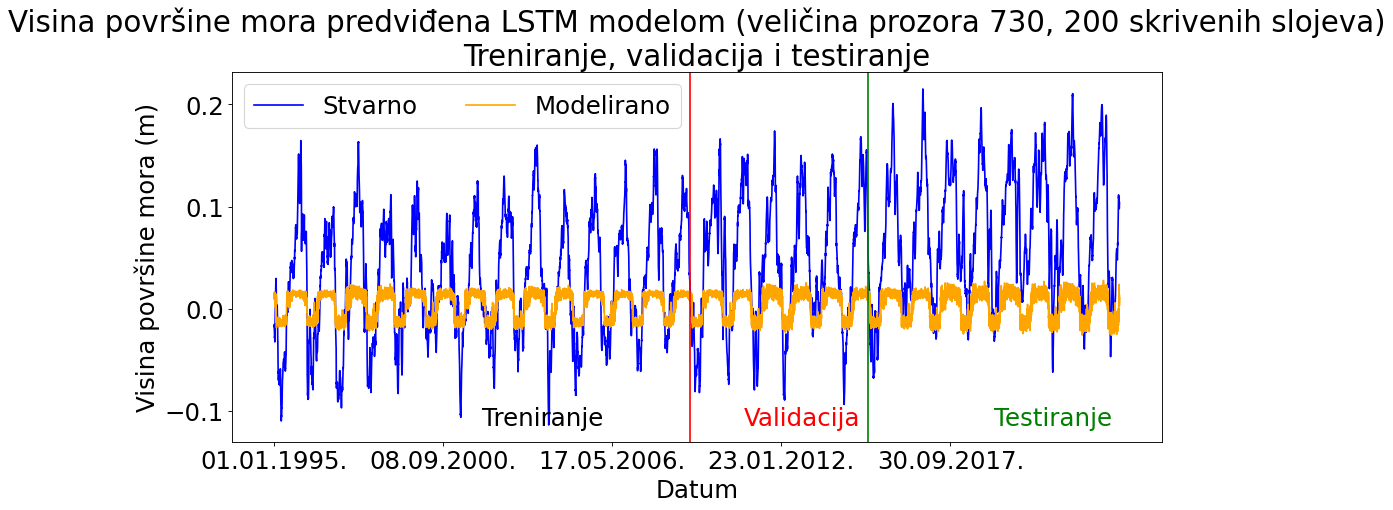 Visina površine mora predviđena LSTM modelom (veličina prozora 730, 200 skrivenih slojeva)
Treniranje, validacija i testiranje
Stvarno
Modelirano
Visina površine mora (m)
0.2
0.1
0.0
−0.1
Treniranje
Validacija
Testiranje
01.01.1995.
08.09.2000.
17.05.2006.
23.01.2012.
30.09.2017.
Datum